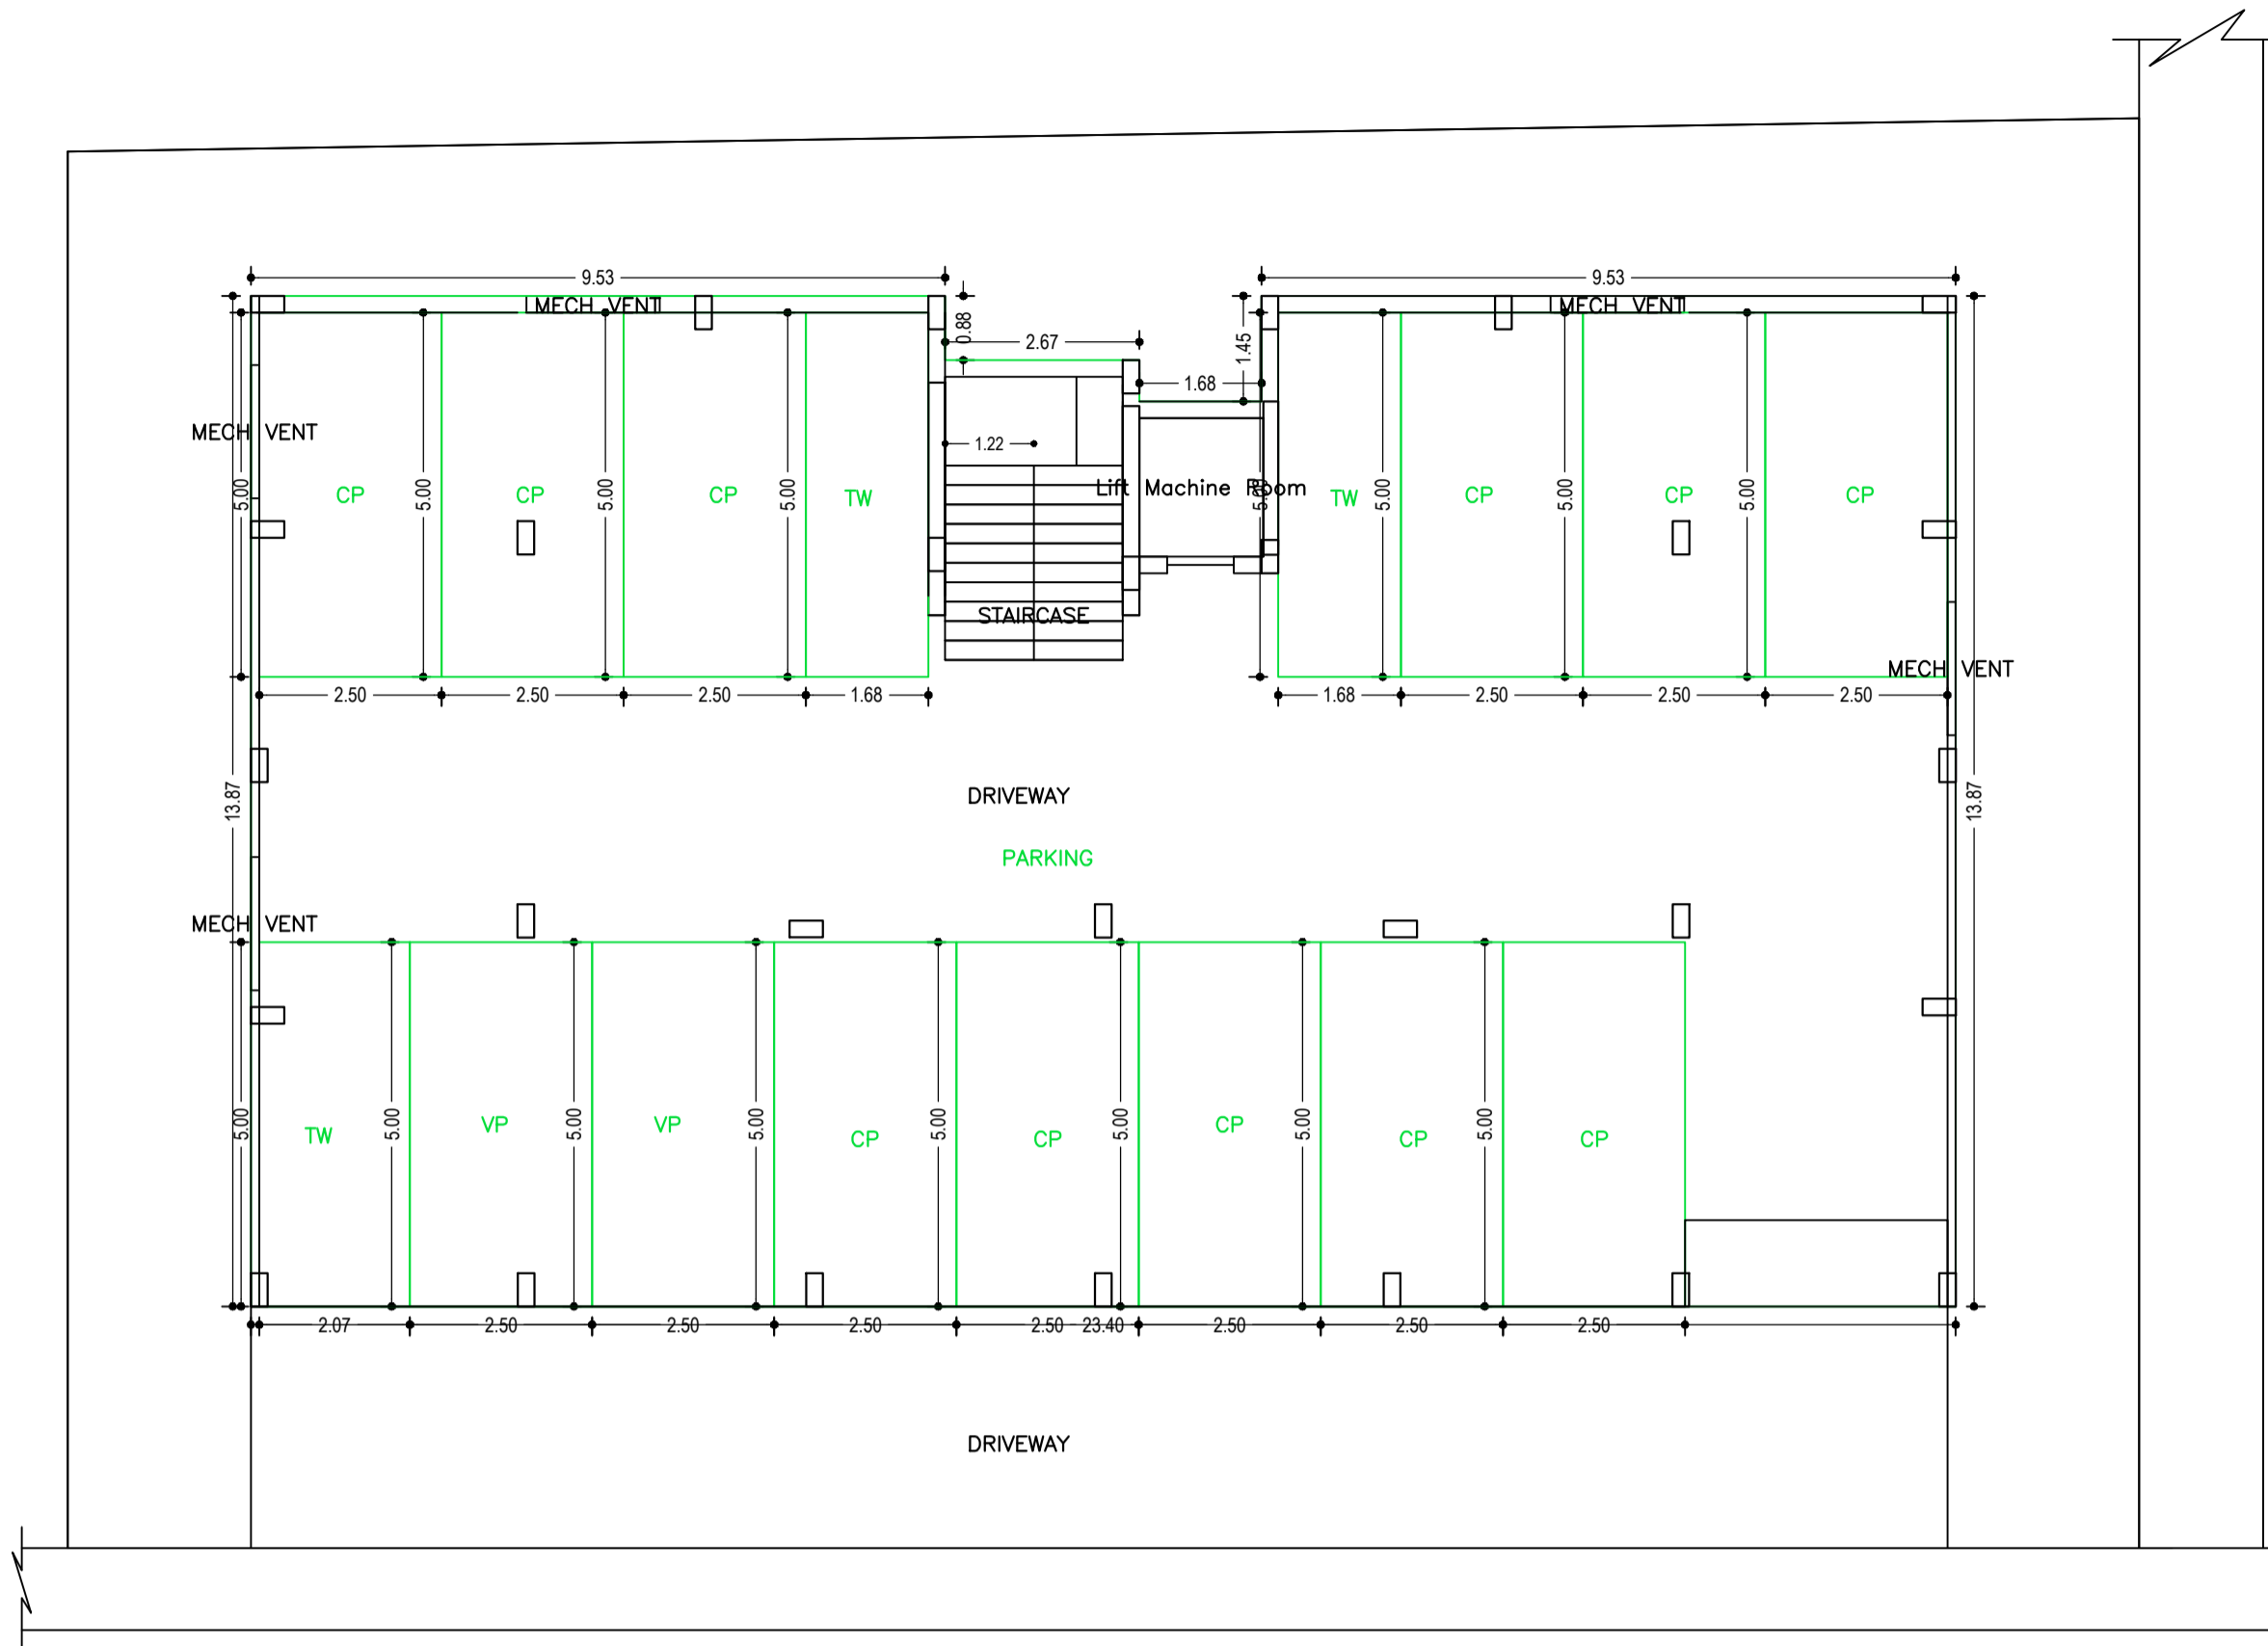 9.53
9.53
MECH VENT
MECH VENT
0.88
2.67
1.45
1.68
MECH VENT
1.22
5.00
CP
5.00
CP
5.00
CP
5.00
TW
Lift Machine Room
5.00
TW
5.00
CP
5.00
CP
5.00
CP
STAIRCASE
MECH VENT
2.50
2.50
2.50
1.68
1.68
2.50
2.50
2.50
13.87
DRIVEWAY
13.87
PARKING
MECH VENT
5.00
TW
5.00
VP
5.00
VP
5.00
CP
5.00
CP
5.00
CP
5.00
CP
5.00
CP
2.07
2.50
2.50
2.50
2.50
23.40
2.50
2.50
2.50
DRIVEWAY